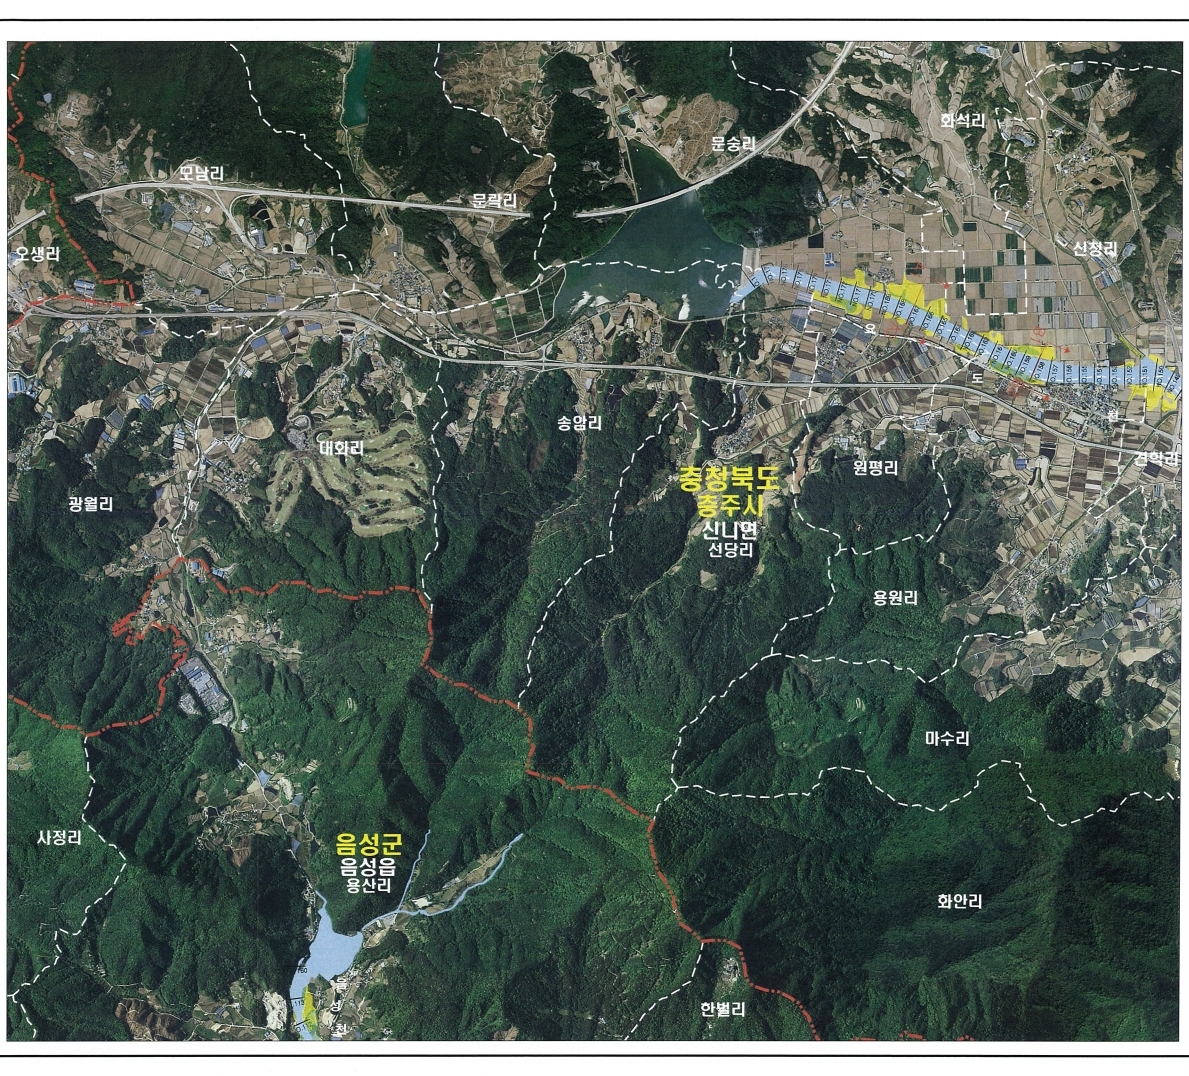 화석리
문숭리
모남리
문락리
오생리
신청리
요
도
천
대화리
송암리
원평리
견학리
광월리
충청북도
충주시
신니면
선당리
용원리
마수리
사정리
음성군
음성읍
용산리
화안리
음
성
천
한벌리